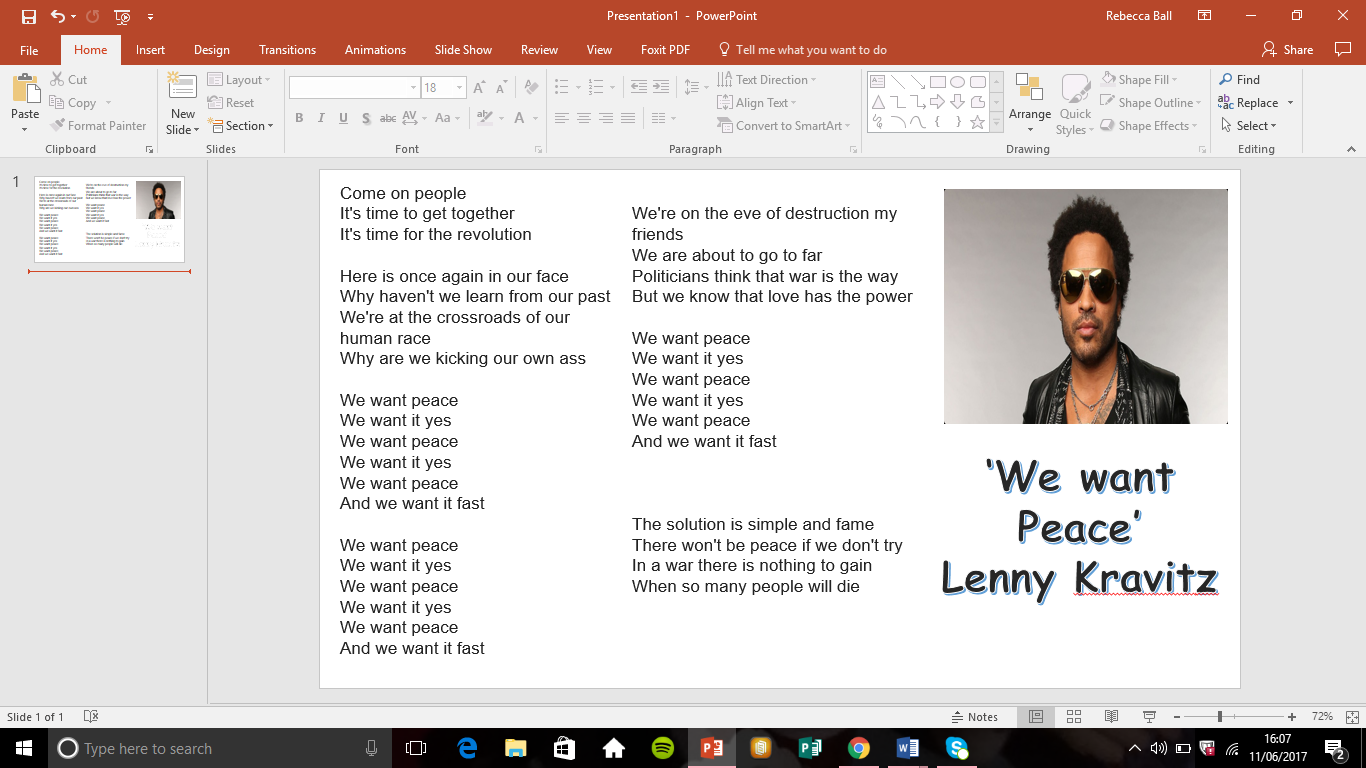 Presentation1 - PowerPoint
Rebecca Ball
File Home Insert Design Transitions Animations Slide Show Review View Foxit PDF Tell me what you want to do Share
Paste
Cut
Copy
Format Painter
Clipboard
New Slide
Layout
Reset
Section
Slides
18
Font
Text Direction
Align Text
Convert to SmartArt
Paragraph
Arrange
Quick Styles
Shape Fill
Shape Outline
Shape Effects
Drawing
Find
Replace
Select
Editing
1
Come on people
It's time to get together
It's time for the revolution
Here is once again in our face
Why haven't we learn from our past
We're at the crossroads of our
human race
Why are we kicking our own ass
We want peace
We want it yes
We want peace
We want it yes
We want peace
And we want it fast
We want peace
We want it yes
We want peace
We want it yes
We want peace
And we want it fast
We're on the eve of destruction my
friends
We are about to go to far
Politicians think that war is the way
But we know that love has the power
We want peace
We want it yes
We want peace
We want it yes
We want peace
And we want it fast
The solution is simple and fame
There won't be peace if we don't try
In a war there is nothing to gain
When so many people will die
'We want
Peace'
Lenny Kravitz
Slide 1 of 1
Notes
72%
Type here to search
16:07
11/06/2017
2